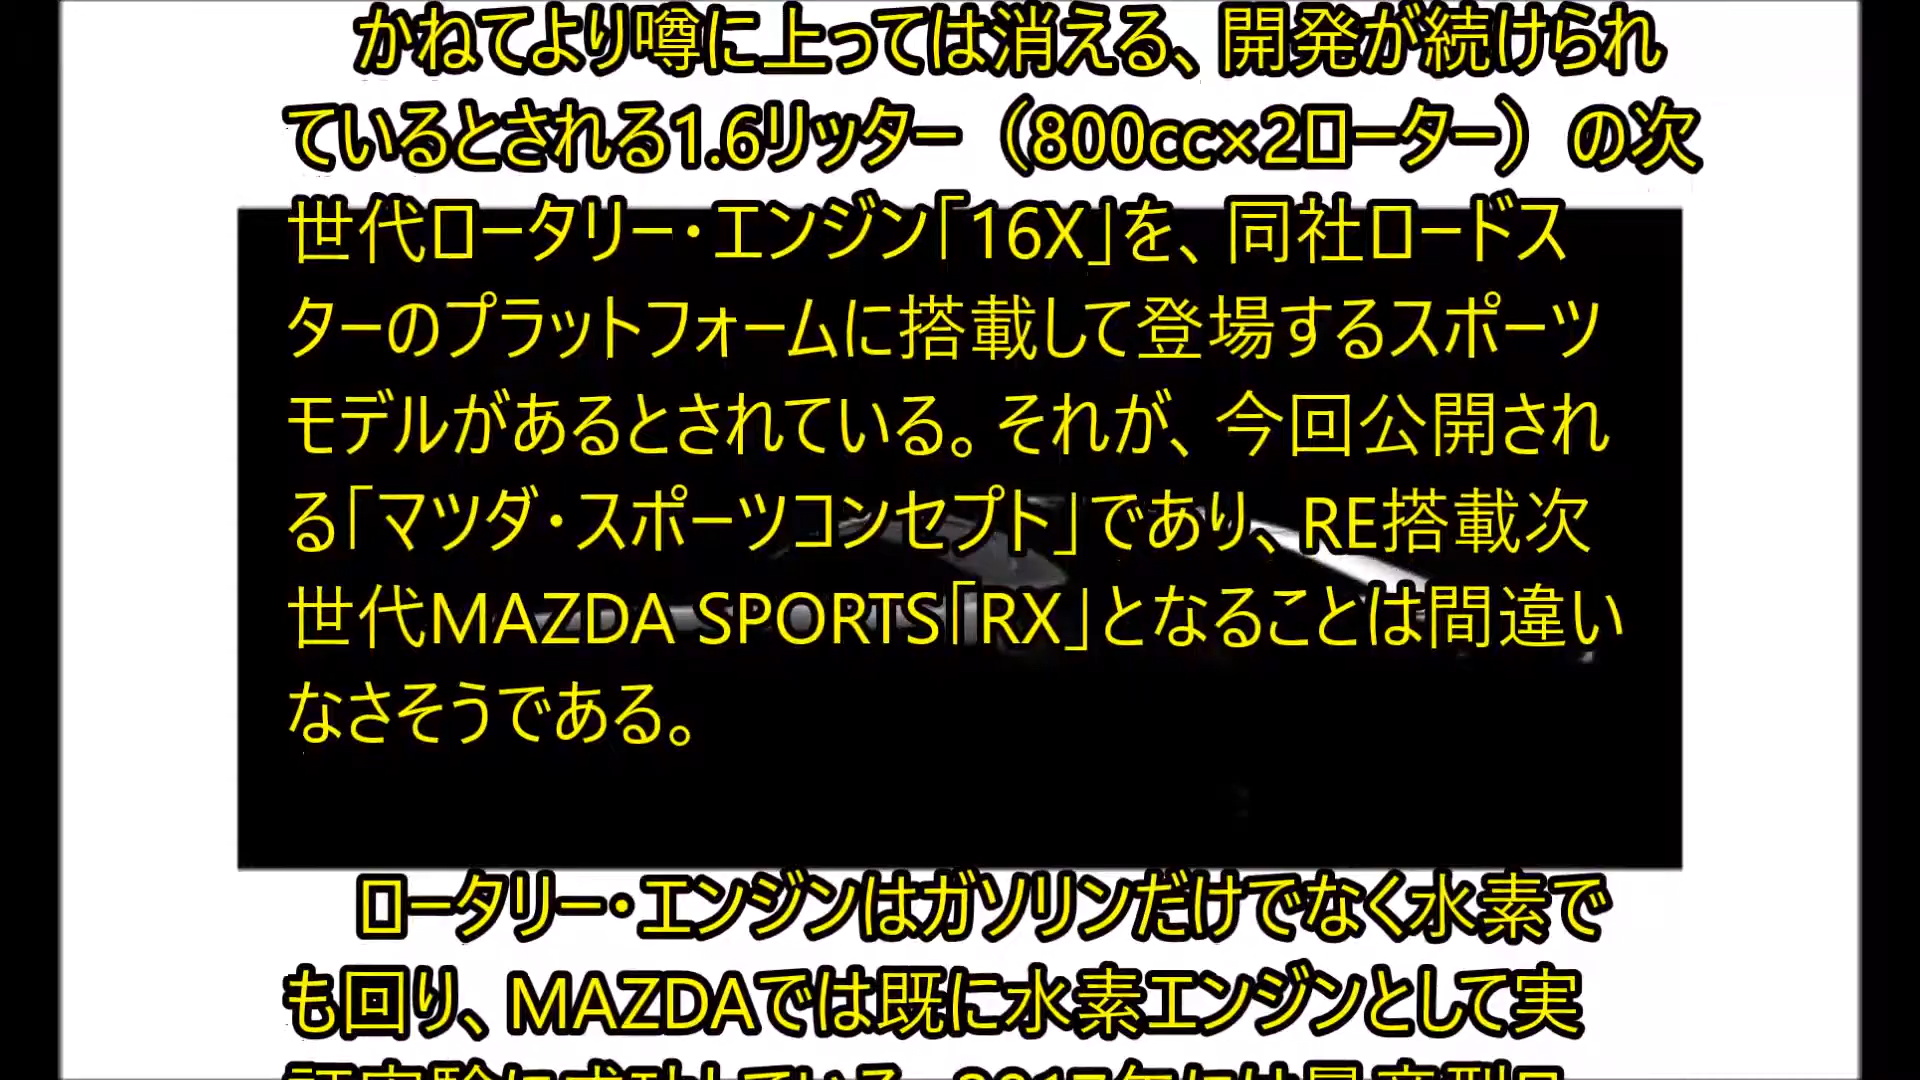 かねてより噂に上っては消える、開発が続けられ
ているとされる1.6リッター（800cc×2ローター）の次
世代ロータリー・エンジン「16X」を、同社ロードス
ターのプラットフォームに搭載して登場するスポーツ
モデルがあるとされている。それが、今回公開され
る「マツダ・スポーツコンセプト」であり、RE搭載次
世代MAZDA SPORTS「RX」となることは間違い
なさそうである。
ロータリー・エンジンはガソリンだけでなく水素で
も回り、MAZDAでは既に水素エンジンとして実